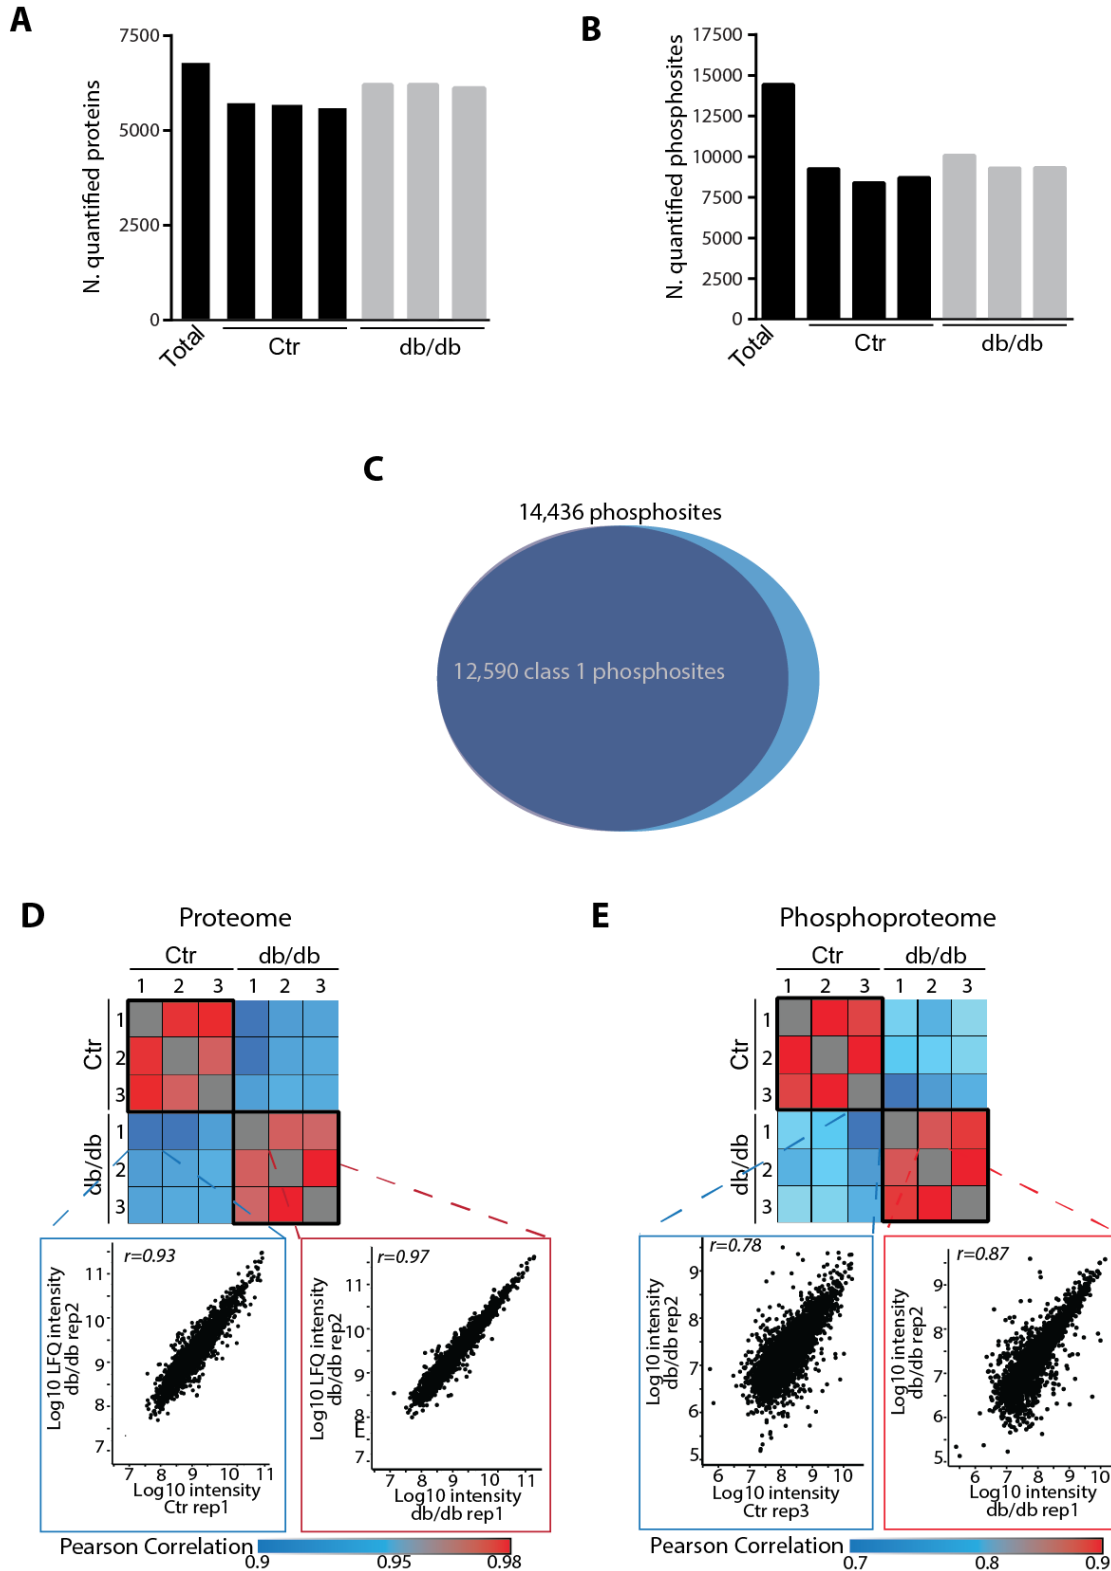 A
N. quantified proteins
7500
5000
2500
0
Total
Ctr
db/db
B
N. quantified phosphosites
17500
15000
12500
10000
7500
5000
2500
0
Total
Ctr
db/db
C
14,436 phosphosites
12,590 class 1 phosphosites
D
Proteome
Ctr
db/db
1 2 3
1 2 3
Ctr
1
2
3
db/db
1
2
3
r=0.93
Log10 LFQ intensity
db/db rep2
11
10
9
8
7
7 8 9 10 11
Log10 intensity
Ctr rep1
r=0.97
Log10 LFQ intensity
db/db rep2
11
10
9
8
E
7
7 8 9 10 11
Log10 intensity
db/db rep1
Pearson Correlation
0.9 0.95 0.98
E
Phosphoproteome
Ctr
db/db
1 2 3
1 2 3
Ctr
1
2
3
db/db
1
2
3
r=0.78
Log10 intensity
db/db rep2
9
8
7
6
5
6 7 8 9 10
Log10 intensity
Ctr rep3
r=0.87
Log10 intensity
db/db rep2
9
8
7
6
5
6 7 8 9 10
Log10 intensity
db/db rep1
Pearson Correlation
0.7 0.8 0.9